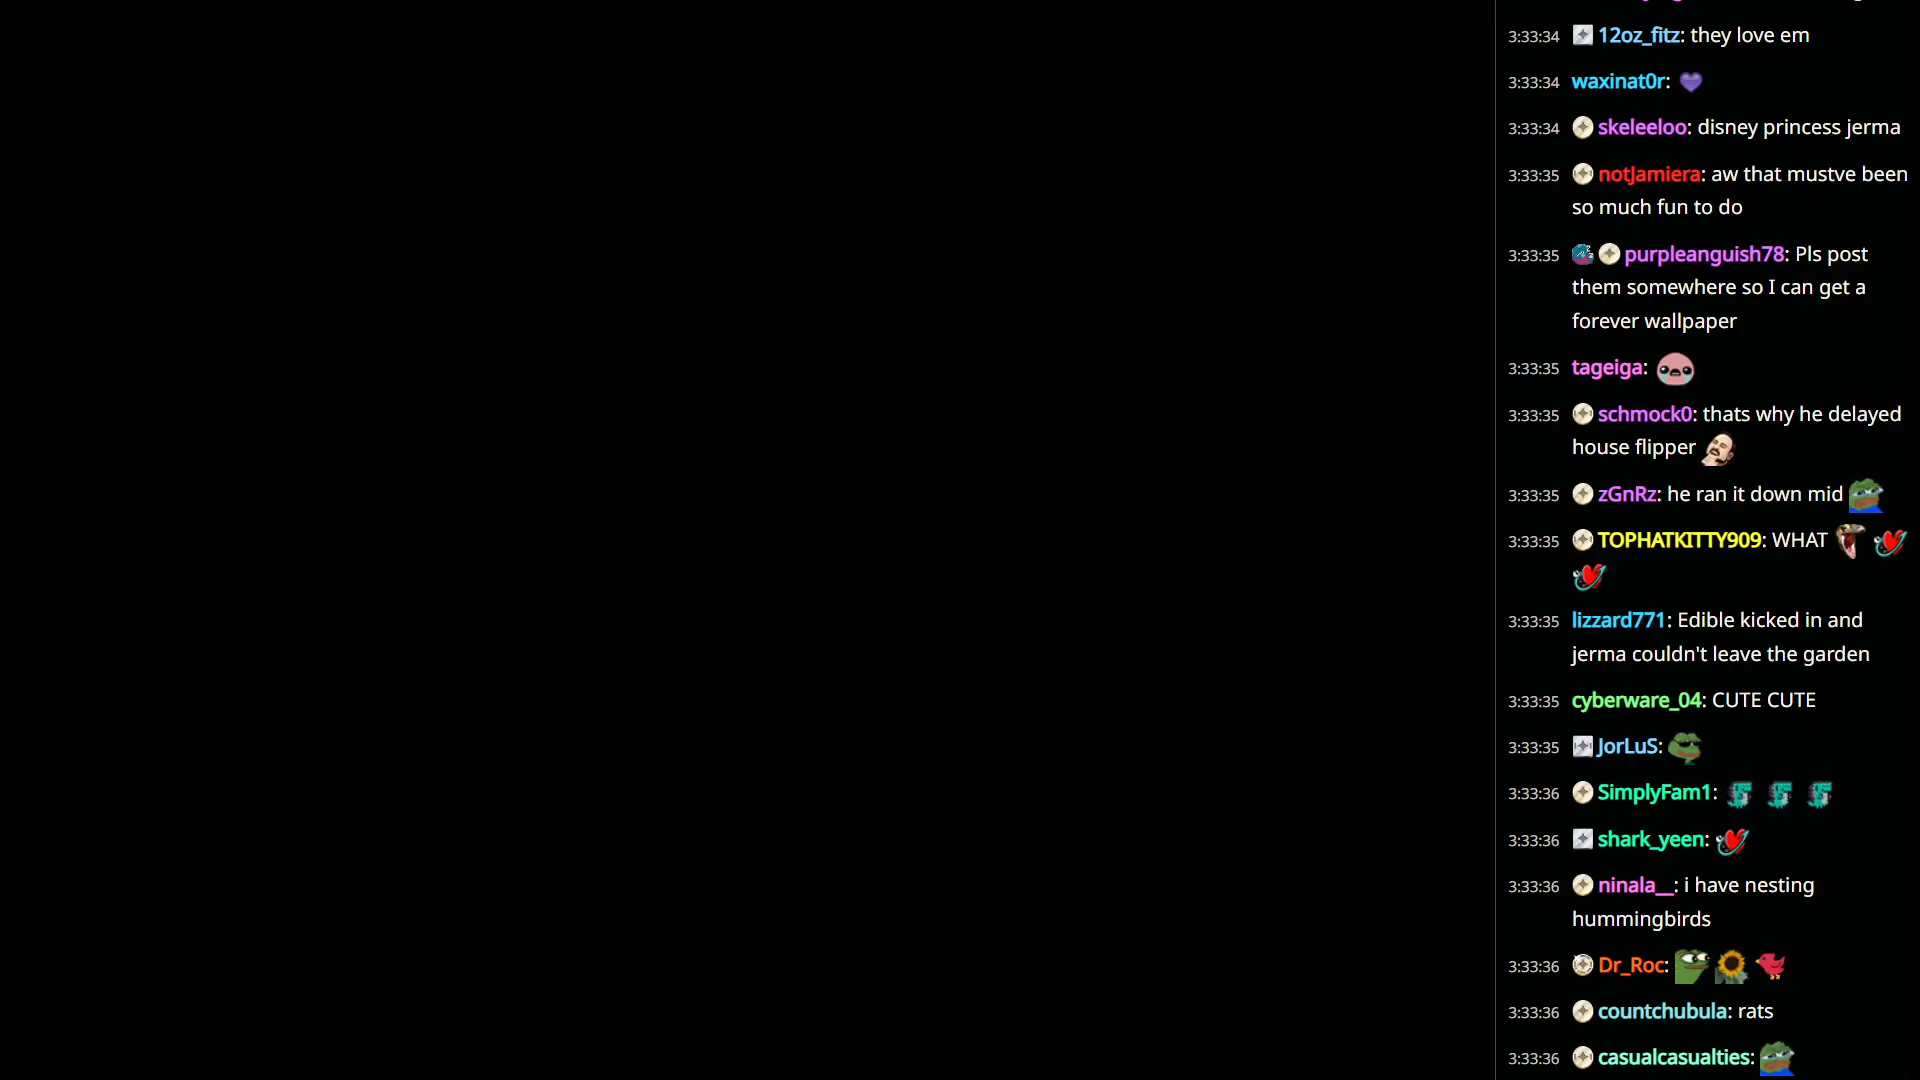 3:33:34 12oz_fitz: they love em
3:33:34 waxinat0r:
3:33:34 skeleeloo: disney princess jerma
3:33:35 notJamiera: aw that mustve been
so much fun to do
3:33:35 purpleanguish78: Pls post
them somewhere so I can get a
forever wallpaper
3:33:35 tageiga:
3:33:35 schmock0: thats why he delayed
house flipper
3:33:35 zGnRz: he ran it down mid
3:33:35 TOPHATKITTY909: WHAT
3:33:35 lizzard771: Edible kicked in and
jerma couldn't leave the garden
3:33:35 cyberware_04: CUTE CUTE
3:33:35 JorLuS:
3:33:36 SimplyFam1:
3:33:36 shark_yeen:
3:33:36 ninala__: i have nesting
hummingbirds
3:33:36 Dr_Roc:
3:33:36 countchubula: rats
3:33:36 casualcasualties: